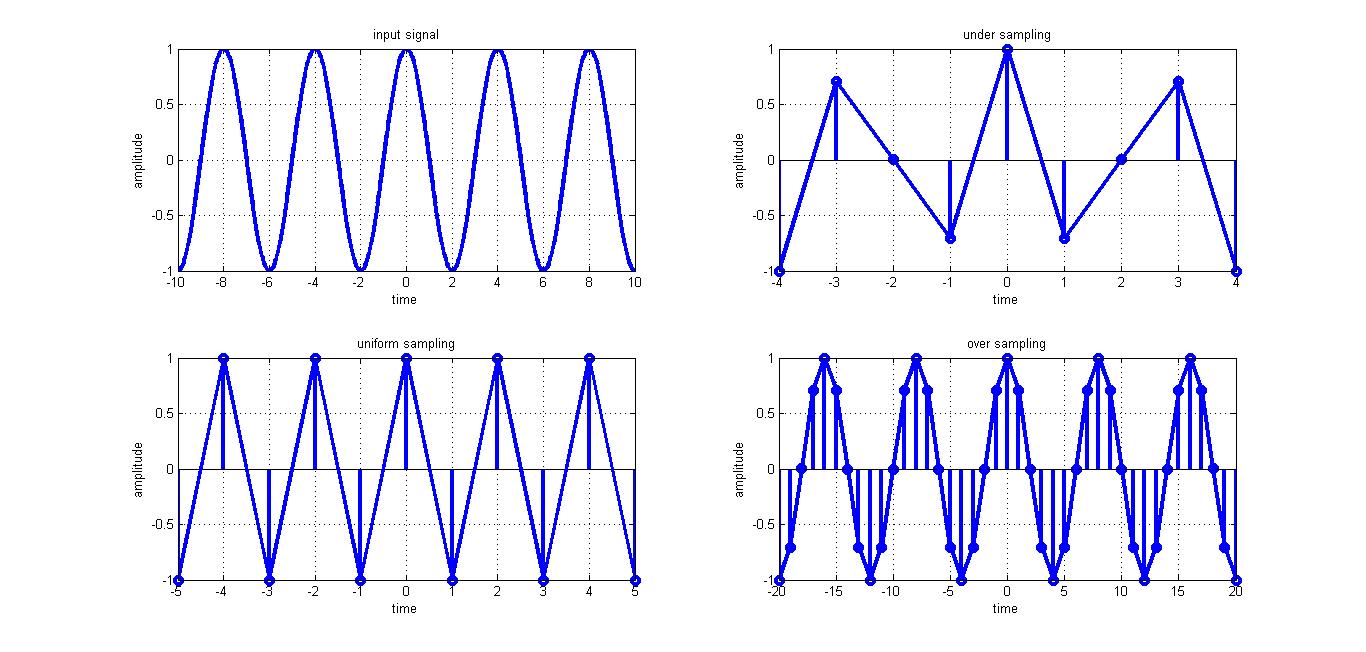 input signal
1
0.5
0
-0.5
-1
amplitude
-10 -8 -6 -4 -2 0 2 4 6 8 10
time
under sampling
1
0.5
0
-0.5
-1
amplitude
-4 -3 -2 -1 0 1 2 3 4
time
uniform sampling
1
0.5
0
-0.5
-1
amplitude
-5 -4 -3 -2 -1 0 1 2 3 4 5
time
over sampling
1
0.5
0
-0.5
-1
amplitude
-20 -15 -10 -5 0 5 10 15 20
time